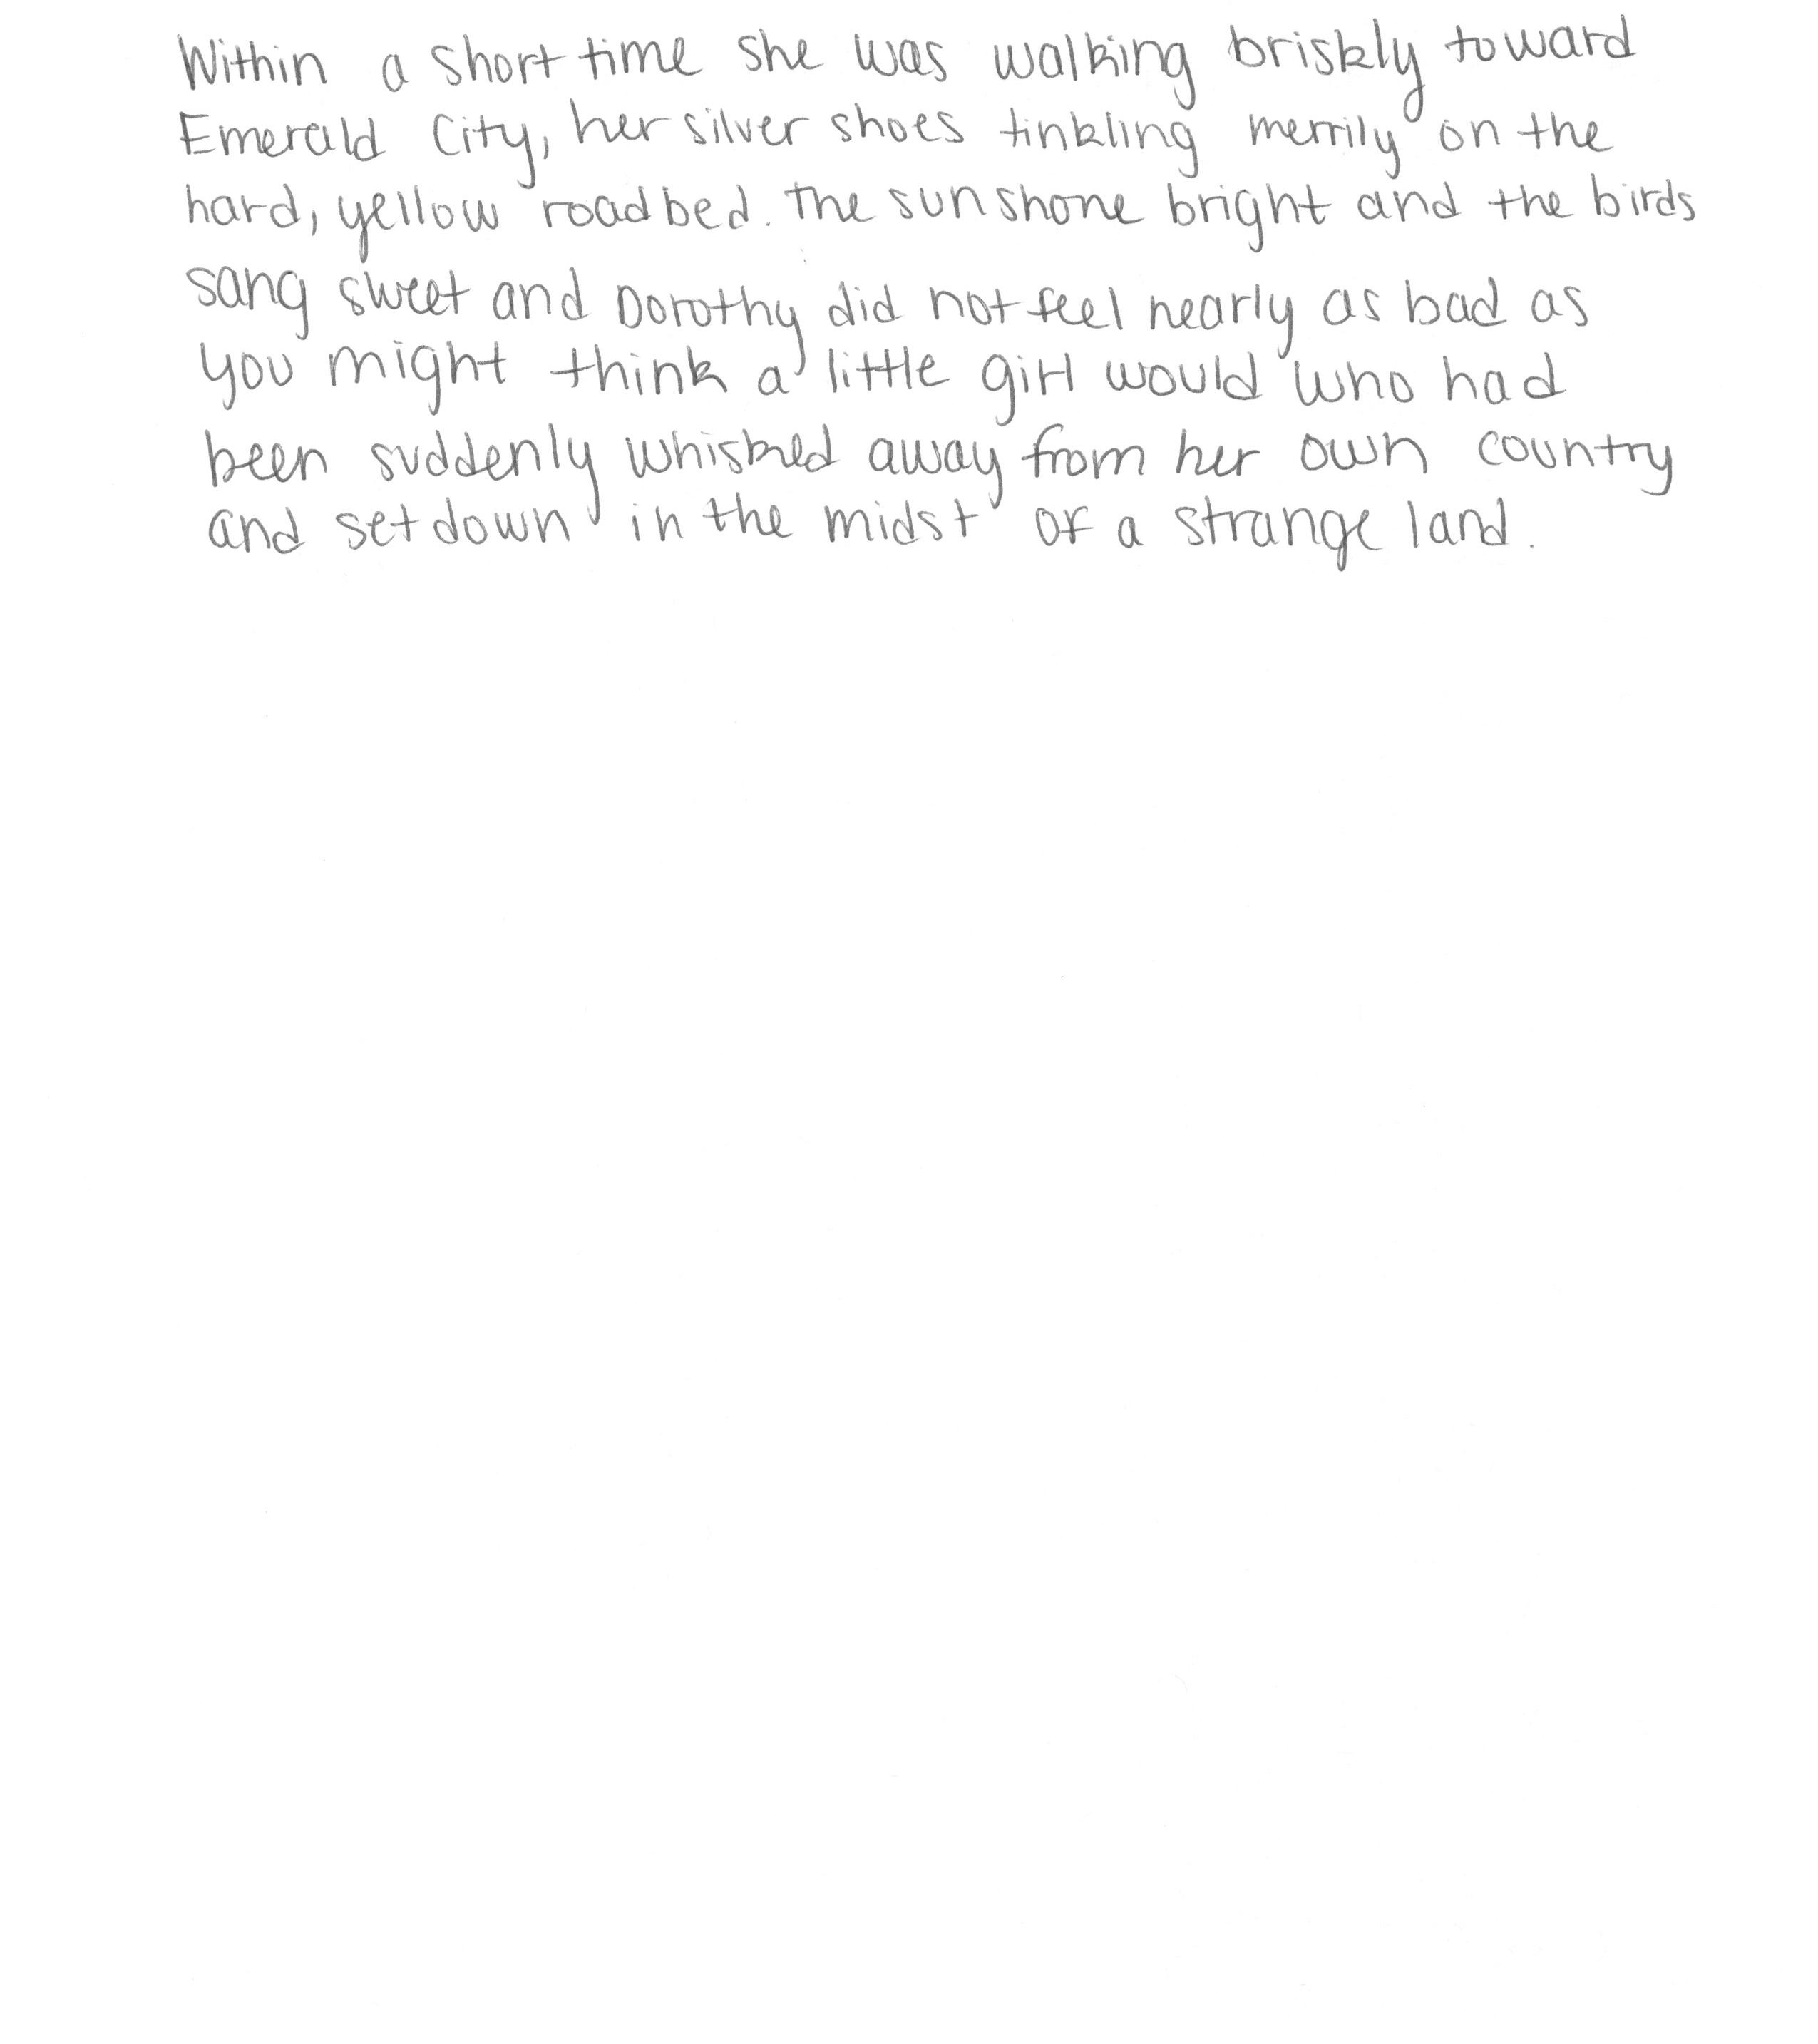 Within a short time she was walking briskly toward
Emerald City, her silver shoes tinkling merrily on the
hard, yellow roadbed. The sun shone bright and the birds
sang sweet and Dorothy did not feel nearly as bad as
you might think a little girl would who had
been suddenly whisked away from her own country
and set down in the midst of a strange land.